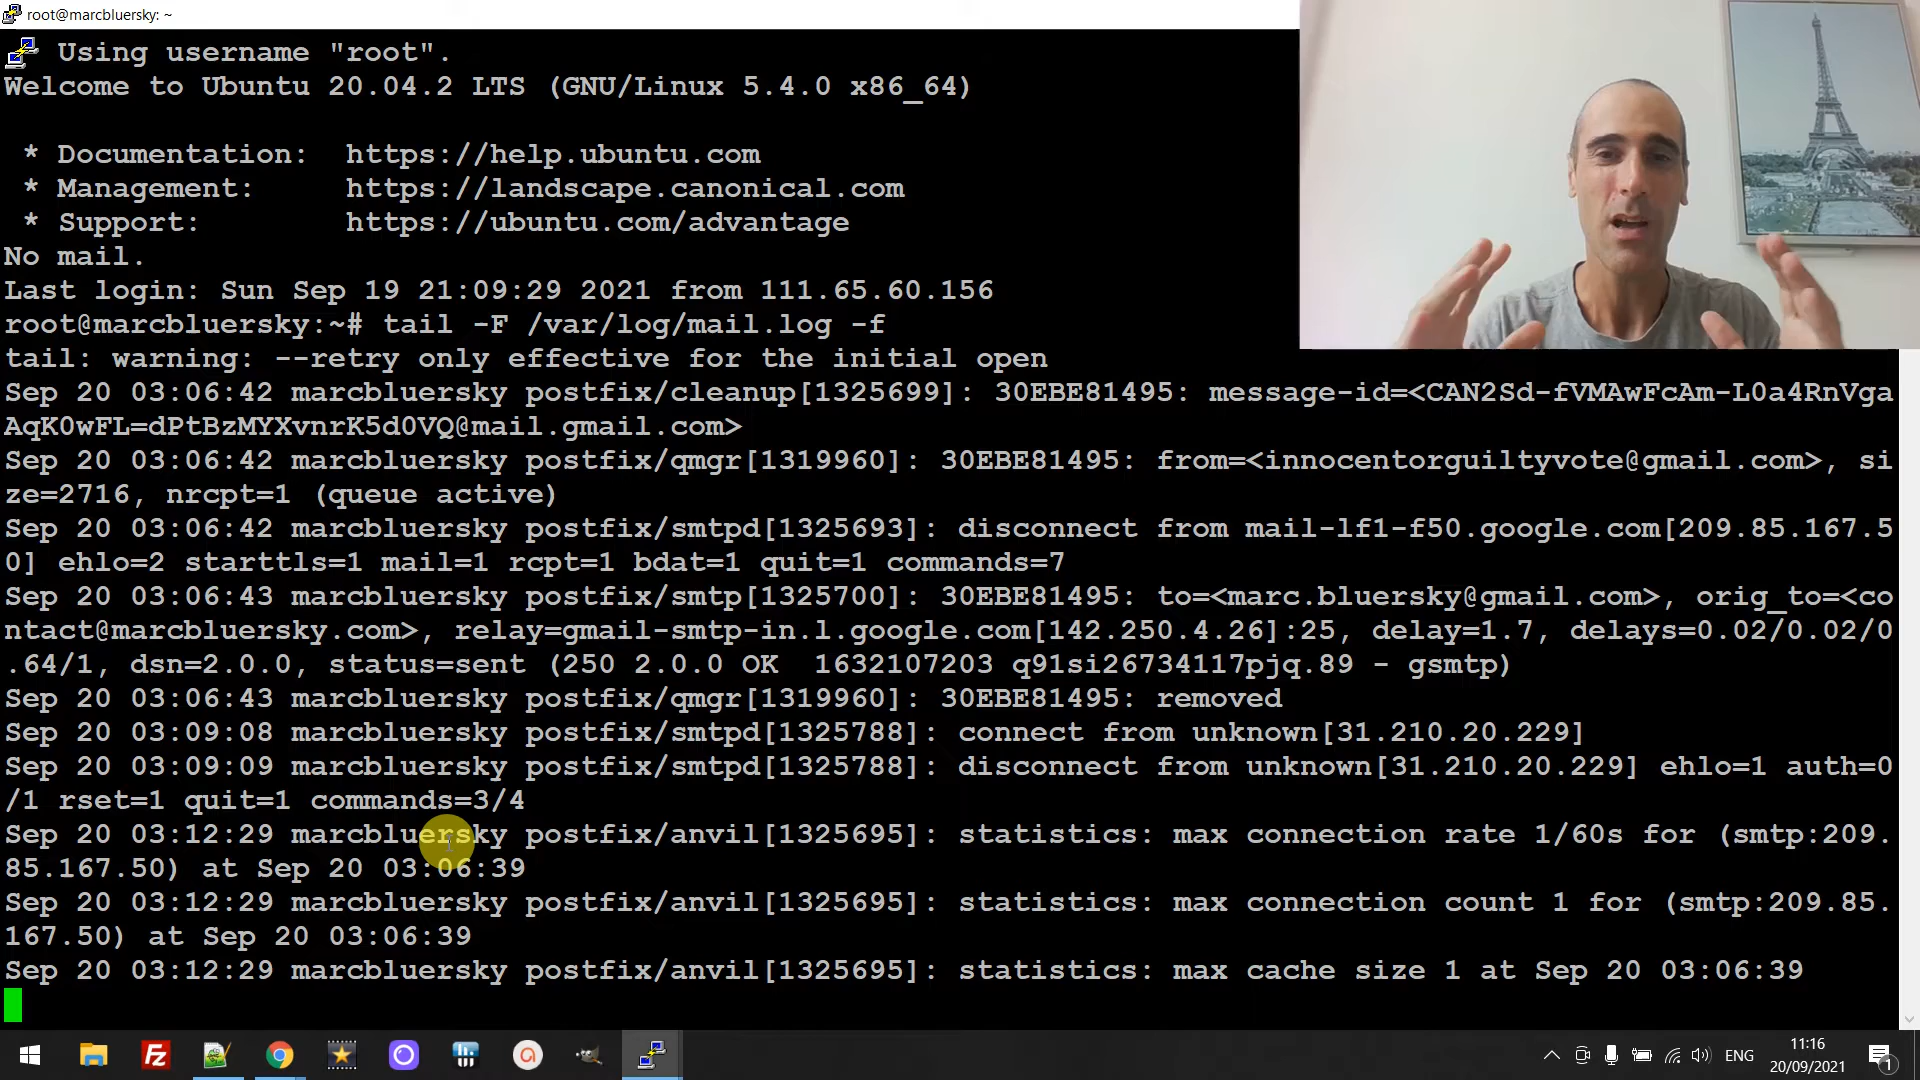 root@marcbluersky: ~
Using username "root".
Welcome to Ubuntu 20.04.2 LTS (GNU/Linux 5.4.0 x86_64)
* Documentation:  https://help.ubuntu.com
* Management:     https://landscape.canonical.com
* Support:        https://ubuntu.com/advantage
No mail.
Last login: Sun Sep 19 21:09:29 2021 from 111.65.60.156
root@marcbluersky:~# tail -F /var/log/mail.log -f
tail: warning: --retry only effective for the initial open
Sep 20 03:06:42 marcbluersky postfix/cleanup[1325699]: 30EBE81495: message-id=<CAN2Sd-fVMAwFcAm-L0a4RnVga
AqK0wFL=dPtBzMYXvnrK5d0VQ@mail.gmail.com>
Sep 20 03:06:42 marcbluersky postfix/qmgr[1319960]: 30EBE81495: from=<innocentorguiltyvote@gmail.com>, si
ze=2716, nrcpt=1 (queue active)
Sep 20 03:06:42 marcbluersky postfix/smtpd[1325693]: disconnect from mail-lf1-f50.google.com[209.85.167.5
0] ehlo=2 starttls=1 mail=1 rcpt=1 bdat=1 quit=1 commands=7
Sep 20 03:06:43 marcbluersky postfix/smtp[1325700]: 30EBE81495: to=<marc.bluersky@gmail.com>, orig_to=<co
ntact@marcbluersky.com>, relay=gmail-smtp-in.l.google.com[142.250.4.26]:25, delay=1.7, delays=0.02/0.02/0
.64/1, dsn=2.0.0, status=sent (250 2.0.0 OK  1632107203 q91si26734117pjq.89 - gsmtp)
Sep 20 03:06:43 marcbluersky postfix/qmgr[1319960]: 30EBE81495: removed
Sep 20 03:09:08 marcbluersky postfix/smtpd[1325788]: connect from unknown[31.210.20.229]
Sep 20 03:09:09 marcbluersky postfix/smtpd[1325788]: disconnect from unknown[31.210.20.229] ehlo=1 auth=0
/1 rset=1 quit=1 commands=3/4
Sep 20 03:12:29 marcbluersky postfix/anvil[1325695]: statistics: max connection rate 1/60s for (smtp:209.
85.167.50) at Sep 20 03:06:39
Sep 20 03:12:29 marcbluersky postfix/anvil[1325695]: statistics: max connection count 1 for (smtp:209.85.
167.50) at Sep 20 03:06:39
Sep 20 03:12:29 marcbluersky postfix/anvil[1325695]: statistics: max cache size 1 at Sep 20 03:06:39
Fz
a
ENG
11:16
20/09/2021
1